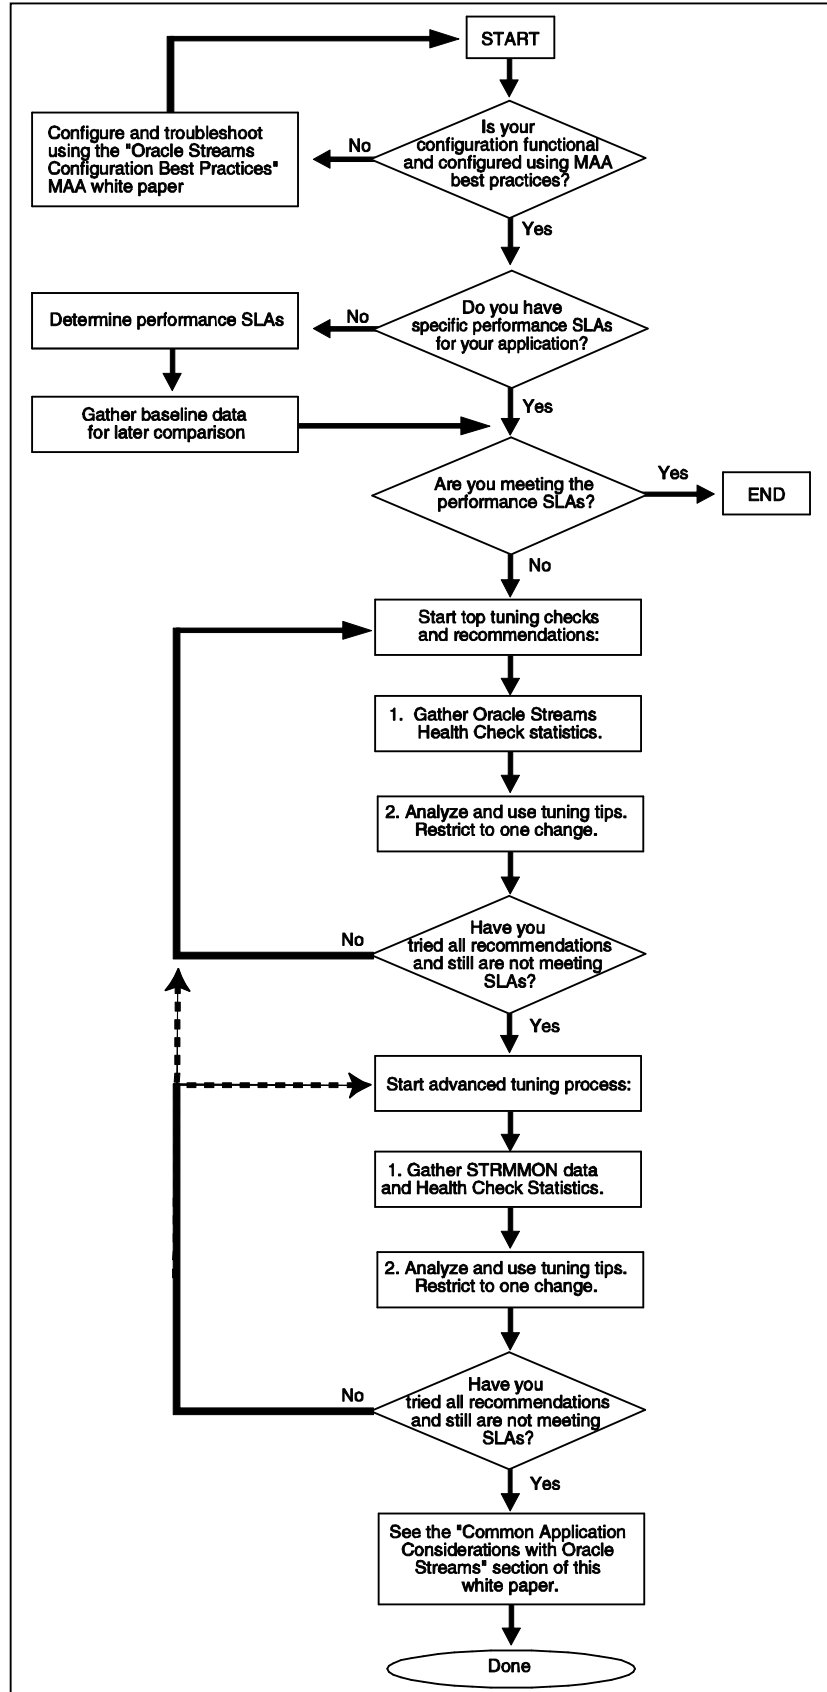 START
Is your
configuration functional
and configured using MAA
best practices?
No
Configure and troubleshoot
using the "Oracle Streams
Configuration Best Practices"
MAA white paper
Yes
Do you have
specific performance SLAs
for your application?
No
Determine performance SLAs
Gather baseline data
for later comparison
Yes
Are you meeting the
performance SLAs?
Yes
END
No
Start top tuning checks
and recommendations:
1. Gather Oracle Streams
Health Check statistics.
2. Analyze and use tuning tips.
Restrict to one change.
Have you
tried all recommendations
and still are not meeting
SLAs?
No
Yes
Start advanced tuning process:
1. Gather STRMMON data
and Health Check Statistics.
2. Analyze and use tuning tips.
Restrict to one change.
Have you
tried all recommendations
and still are not meeting
SLAs?
No
Yes
See the "Common Application
Considerations with Oracle
Streams" section of this
white paper.
Done